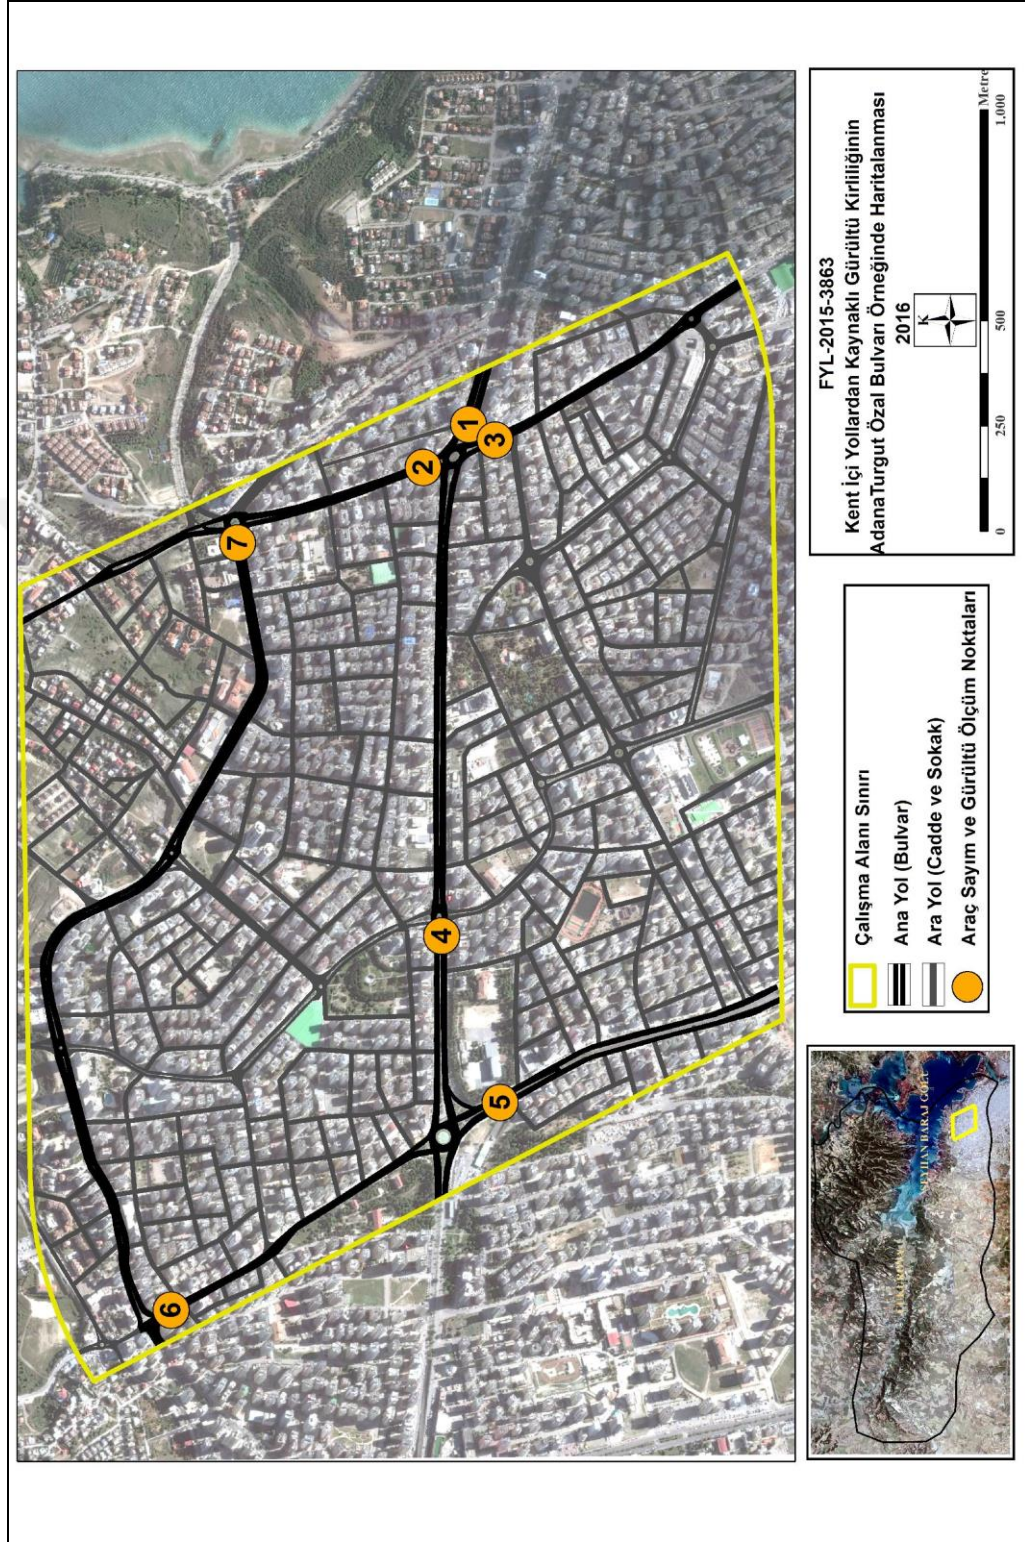 FYL-2015-3863
Kent İçi Yollardan Kaynaklı Gürültü Kirliliğinin
AdanaTurgut Özal Bulvarı Örneğinde Haritalanması
2016
K
0
250
500
1.000
Metre
Çalışma Alanı Sınırı
Ana Yol (Bulvar)
Ara Yol (Cadde ve Sokak)
Araç Sayım ve Gürültü Ölçüm Noktaları
1
2
3
4
5
6
7
BARAJ GÖLÜ